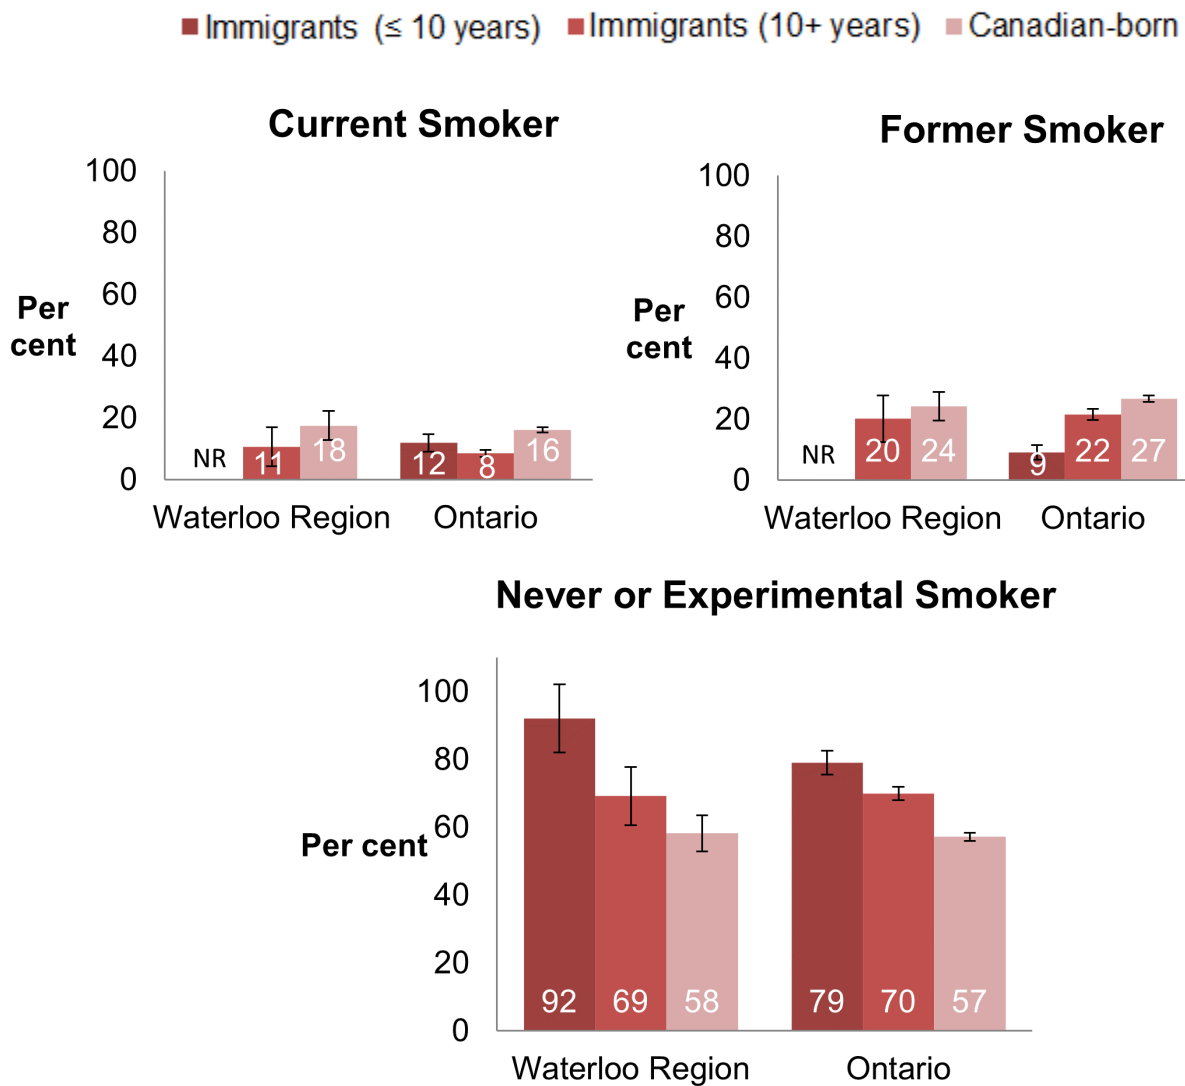 Immigrants (≤ 10 years) Immigrants (10+ years) Canadian-born
Current Smoker
100
80
60
40
20
0
Per
cent
NR 11 18 12 8 16
Waterloo Region Ontario
Former Smoker
100
80
60
40
20
0
Per
cent
NR 20 24 9 22 27
Waterloo Region Ontario
Never or Experimental Smoker
100
80
60
40
20
0
Per cent
92 69 58 79 70 57
Waterloo Region Ontario